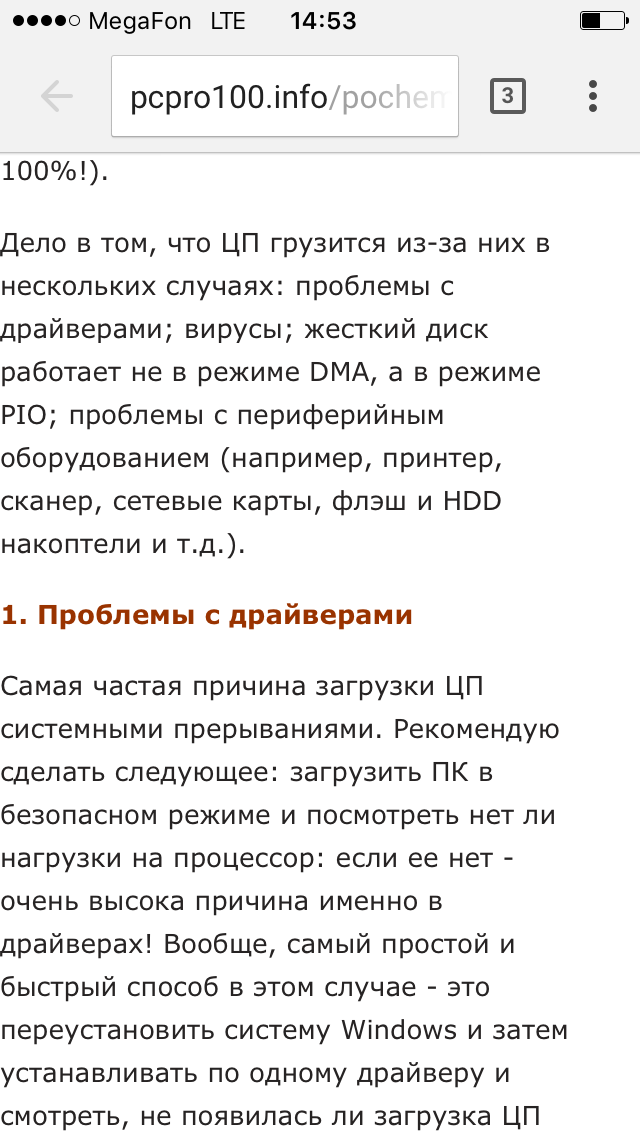 MegaFon LTE 14:53
pcpro100.info/pochem
3
100%!).
Дело в том, что ЦП грузится из-за них в
нескольких случаях: проблемы с
драйверами; вирусы; жесткий диск
работает не в режиме DMA, а в режиме
PIO; проблемы с периферийным
оборудованием (например, принтер,
сканер, сетевые карты, флэш и HDD
накоптели и т.д.).
1. Проблемы с драйверами
Самая частая причина загрузки ЦП
системными прерываниями. Рекомендую
сделать следующее: загрузить ПК в
безопасном режиме и посмотреть нет ли
нагрузки на процессор: если ее нет -
очень высока причина именно в
драйверах! Вообще, самый простой и
быстрый способ в этом случае - это
переустановить систему Windows и затем
устанавливать по одному драйверу и
смотреть, не появилась ли загрузка ЦП